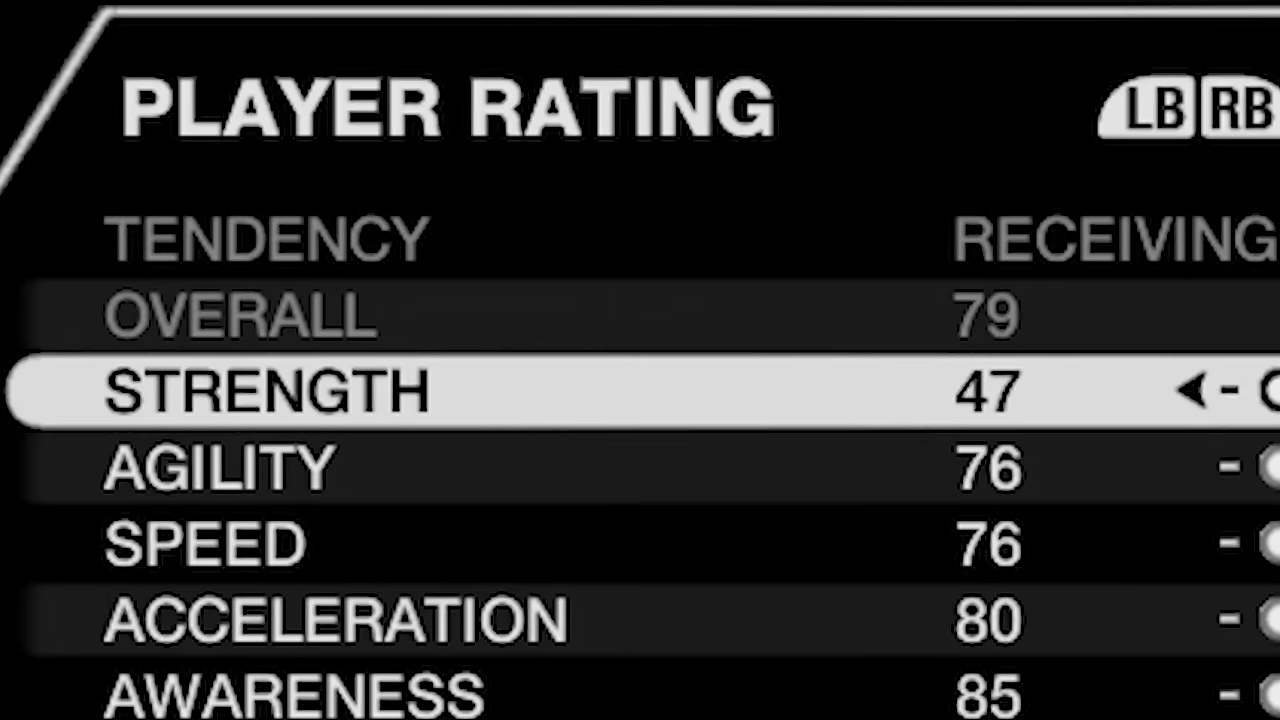 PLAYER RATING LB RB
TENDENCY RECEIVING
OVERALL 79
STRENGTH 47
AGILITY 76
SPEED 76
ACCELERATION 80
AWARENESS 85